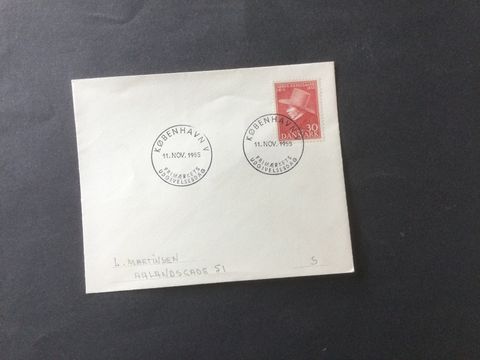 30
DANMARK
KØBENHAVN V
11. NOV. 1955
FRIMÆRKETS
UDGIVELSESDAG
KØBENHAVN
11. NOV. 1955
FRIMÆRKETS
UDGIVELSESDAG
L. MARTINSEN
AALANDSGADE 51
S